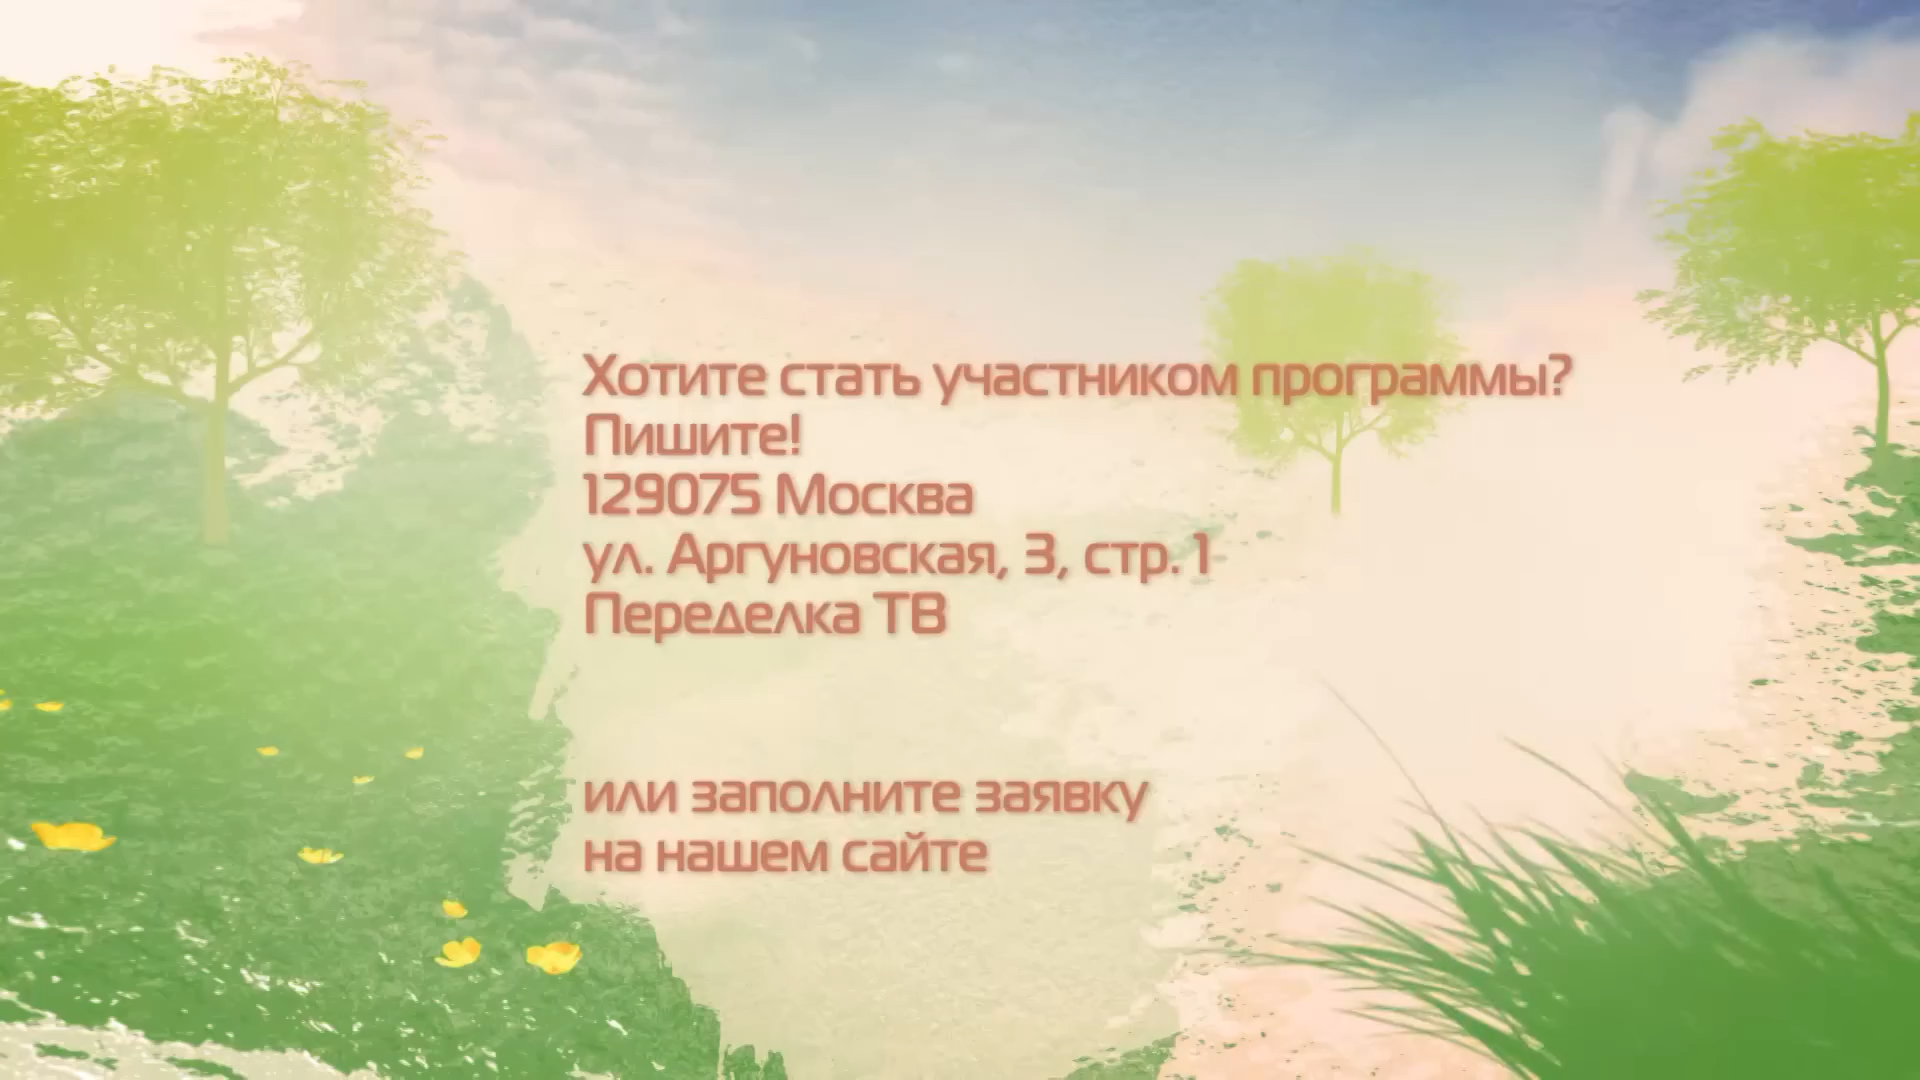 Хотите стать участником программы?
Пишите!
129075 Москва
ул. Аргуновская, 3, стр. 1
Переделка ТВ
или заполните заявку
на нашем сайте